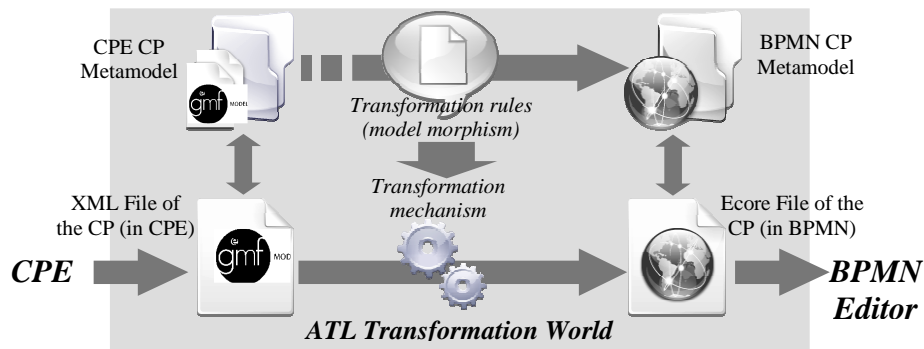 CPE CP
Metamodel
BPMN CP
Metamodel
gmf MODEL
Transformation rules
(model morphism)
Transformation
mechanism
XML File of
the CP (in CPE)
Ecore File of the
CP (in BPMN)
gmf MOD
CPE
BPMN
Editor
ATL Transformation World